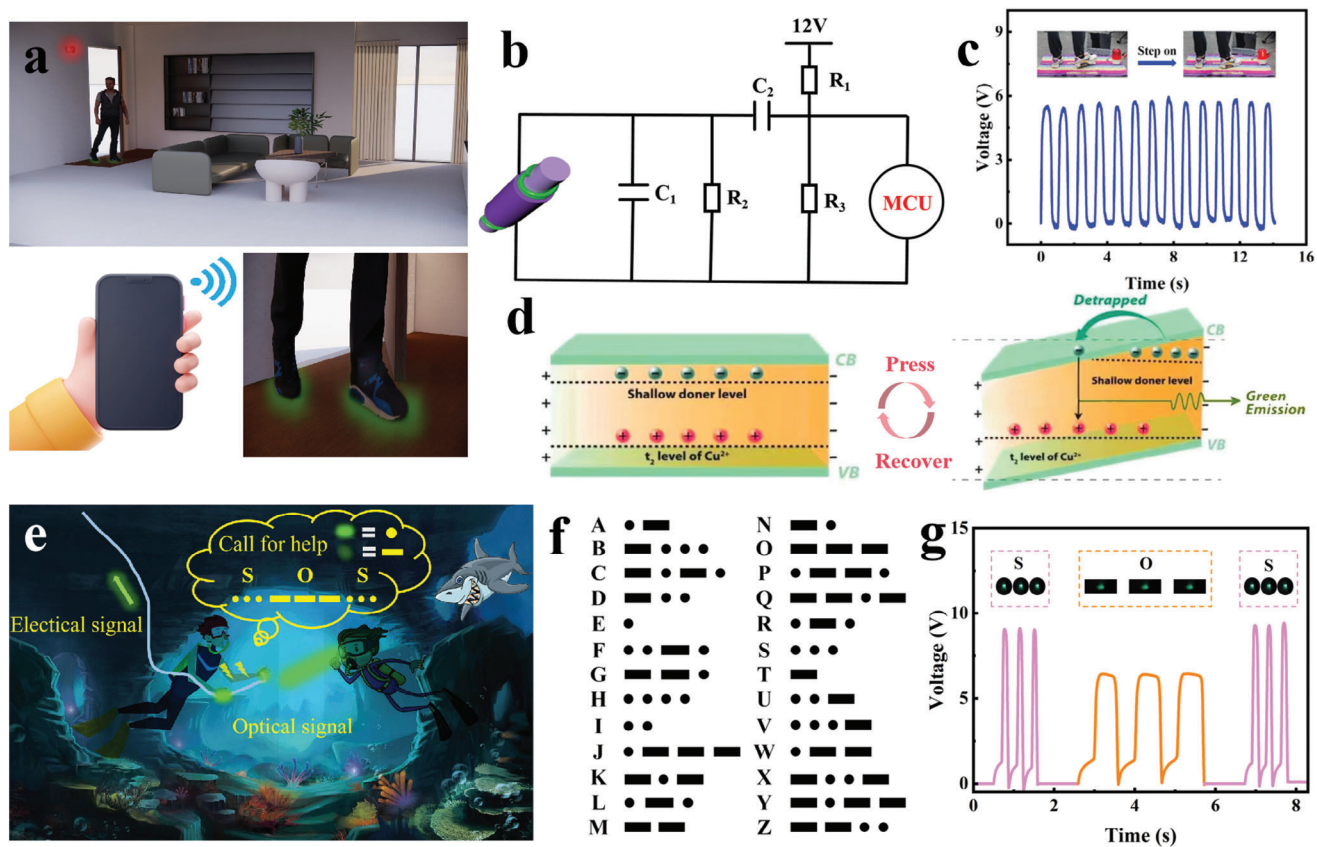 a
b
12V
R1
C2
C1
R2
R3
MCU
c
Step on
Voltage (V)
9
6
3
0
0 4 8 12 16
Time (s)
d
CB
Shallow doner level
t2 level of Cu2+
VB
Press
Recover
Detrapped
CB
Shallow doner level
Green
Emission
t2 level of Cu2+
VB
e
Call for help
S O S
Electical signal
Optical signal
f
A
B
C
D
E
F
G
H
I
J
K
L
M
N
O
P
Q
R
S
T
U
V
W
X
Y
Z
g
S O S
Voltage (V)
15
10
5
0
0 2 4 6 8
Time (s)